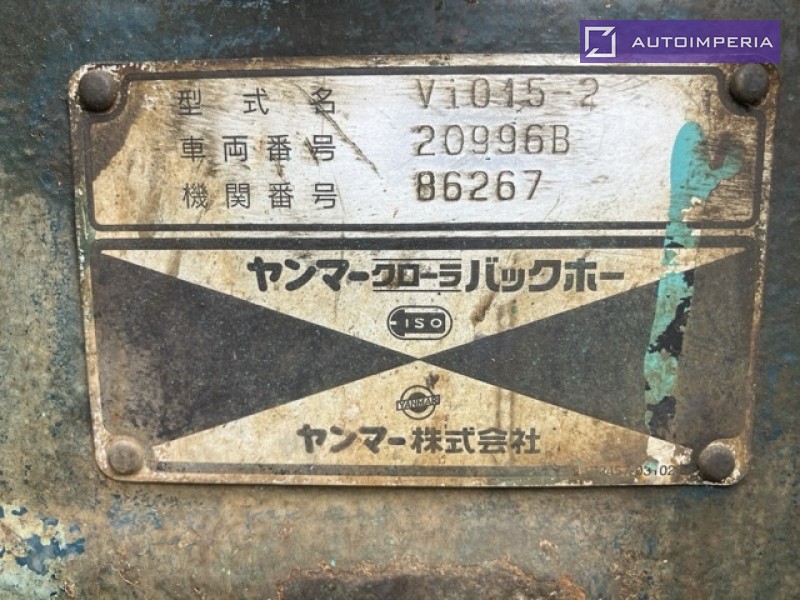 AUTOIMPERIA
型式名 ViO15-2
車両番号 20996B
機関番号 86267
ヤンマークローラバックホー
ISO
YANMAR
ヤンマー株式会社